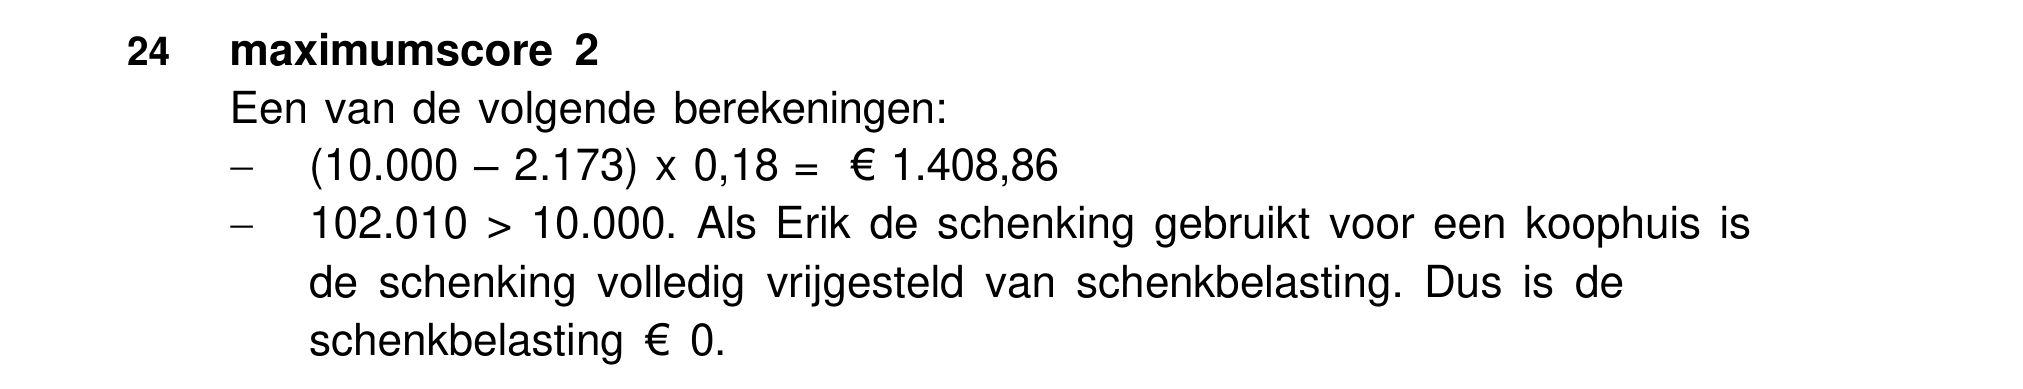 24 maximumscore 2
Een van de volgende berekeningen:
− (10.000 – 2.173) x 0,18 = € 1.408,86
− 102.010 > 10.000. Als Erik de schenking gebruikt voor een koophuis is
de schenking volledig vrijgesteld van schenkbelasting. Dus is de
schenkbelasting € 0.